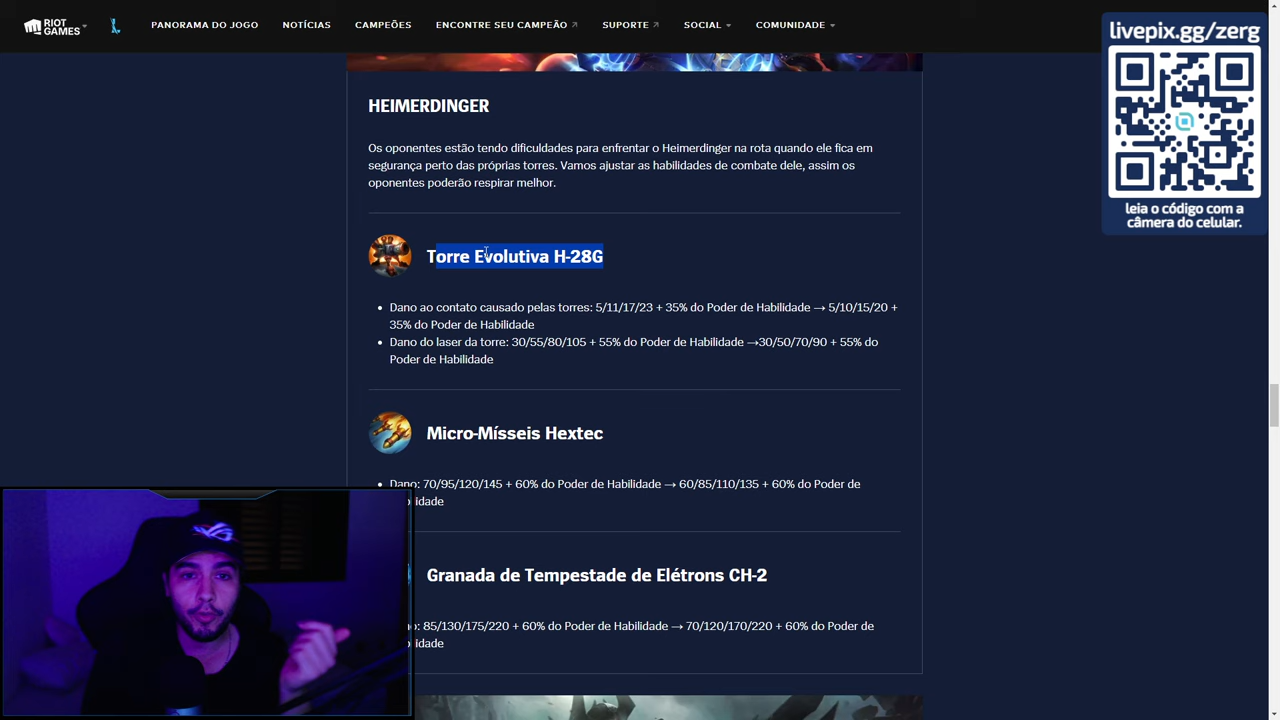 RIOT GAMES
PANORAMA DO JOGO
NOTÍCIAS
CAMPEÕES
ENCONTRE SEU CAMPEÃO
SUPORTE
SOCIAL
COMUNIDADE
livepix.gg/zerg
leia o código com a
câmera do celular.
HEIMERDINGER
Os oponentes estão tendo dificuldades para enfrentar o Heimerdinger na rota quando ele fica em
segurança perto das próprias torres. Vamos ajustar as habilidades de combate dele, assim os
oponentes poderão respirar melhor.
Torre Evolutiva H-28G
• Dano ao contato causado pelas torres: 5/11/17/23 + 35% do Poder de Habilidade → 5/10/15/20 +
35% do Poder de Habilidade
• Dano do laser da torre: 30/55/80/105 + 55% do Poder de Habilidade →30/50/70/90 + 55% do
Poder de Habilidade
Micro-Mísseis Hextec
• Dano: 70/95/120/145 + 60% do Poder de Habilidade → 60/85/110/135 + 60% do Poder de
idade
Granada de Tempestade de Elétrons CH-2
o: 85/130/175/220 + 60% do Poder de Habilidade → 70/120/170/220 + 60% do Poder de
idade